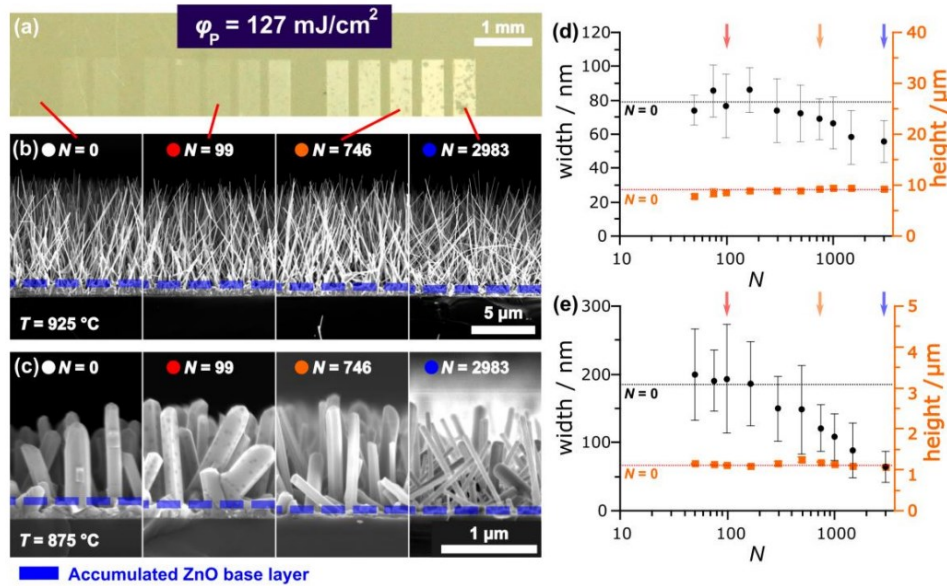 (a)
φP = 127 mJ/cm²
1 mm
(b)
N = 0
N = 99
N = 746
N = 2983
T = 925 °C
5 μm
(c)
N = 0
N = 99
N = 746
N = 2983
T = 875 °C
1 μm
Accumulated ZnO base layer
(d)
120
100
80
60
40
20
0
width / nm
N = 0
N = 0
40
30
20
10
0
height / μm
10
100
1000
N
(e)
300
200
100
0
width / nm
N = 0
N = 0
5
4
3
2
1
0
height / μm
10
100
1000
N